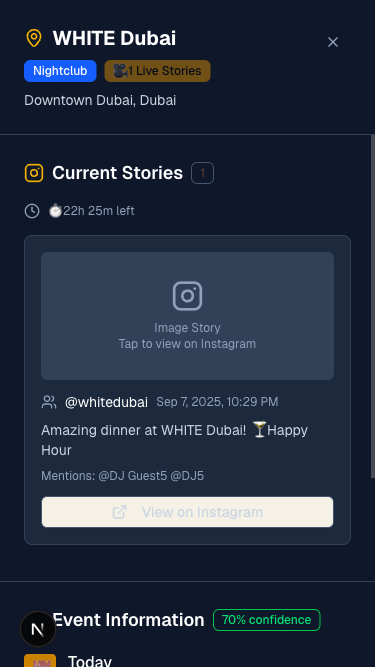 WHITE Dubai
Nightclub
🎥1 Live Stories
Downtown Dubai, Dubai
Current Stories
1
⏱️22h 25m left
Image Story
Tap to view on Instagram
@whitedubai Sep 7, 2025, 10:29 PM
Amazing dinner at WHITE Dubai! 🍸Happy
Hour
Mentions: @DJ Guest5 @DJ5
View on Instagram
N
Event Information
70% confidence
Today